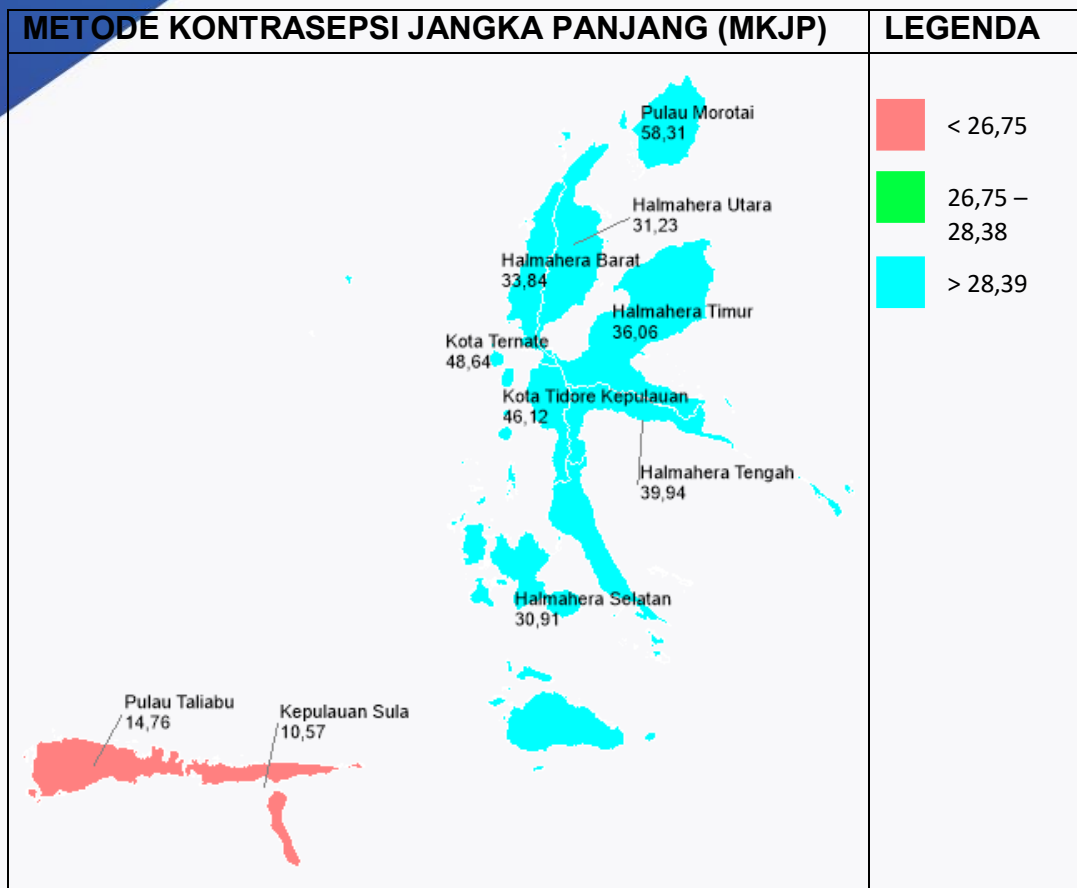 METODE KONTRASEPSI JANGKA PANJANG (MKJP)
LEGENDA
Pulau Morotai
58,31
Halmahera Utara
31,23
Halmahera Barat
33,84
Halmahera Timur
36,06
Kota Ternate
48,64
Kota Tidore Kepulauan
46,12
Halmahera Tengah
39,94
Halmahera Selatan
30,91
Pulau Taliabu
14,76
Kepulauan Sula
10,57
< 26,75
26,75 –
28,38
> 28,39